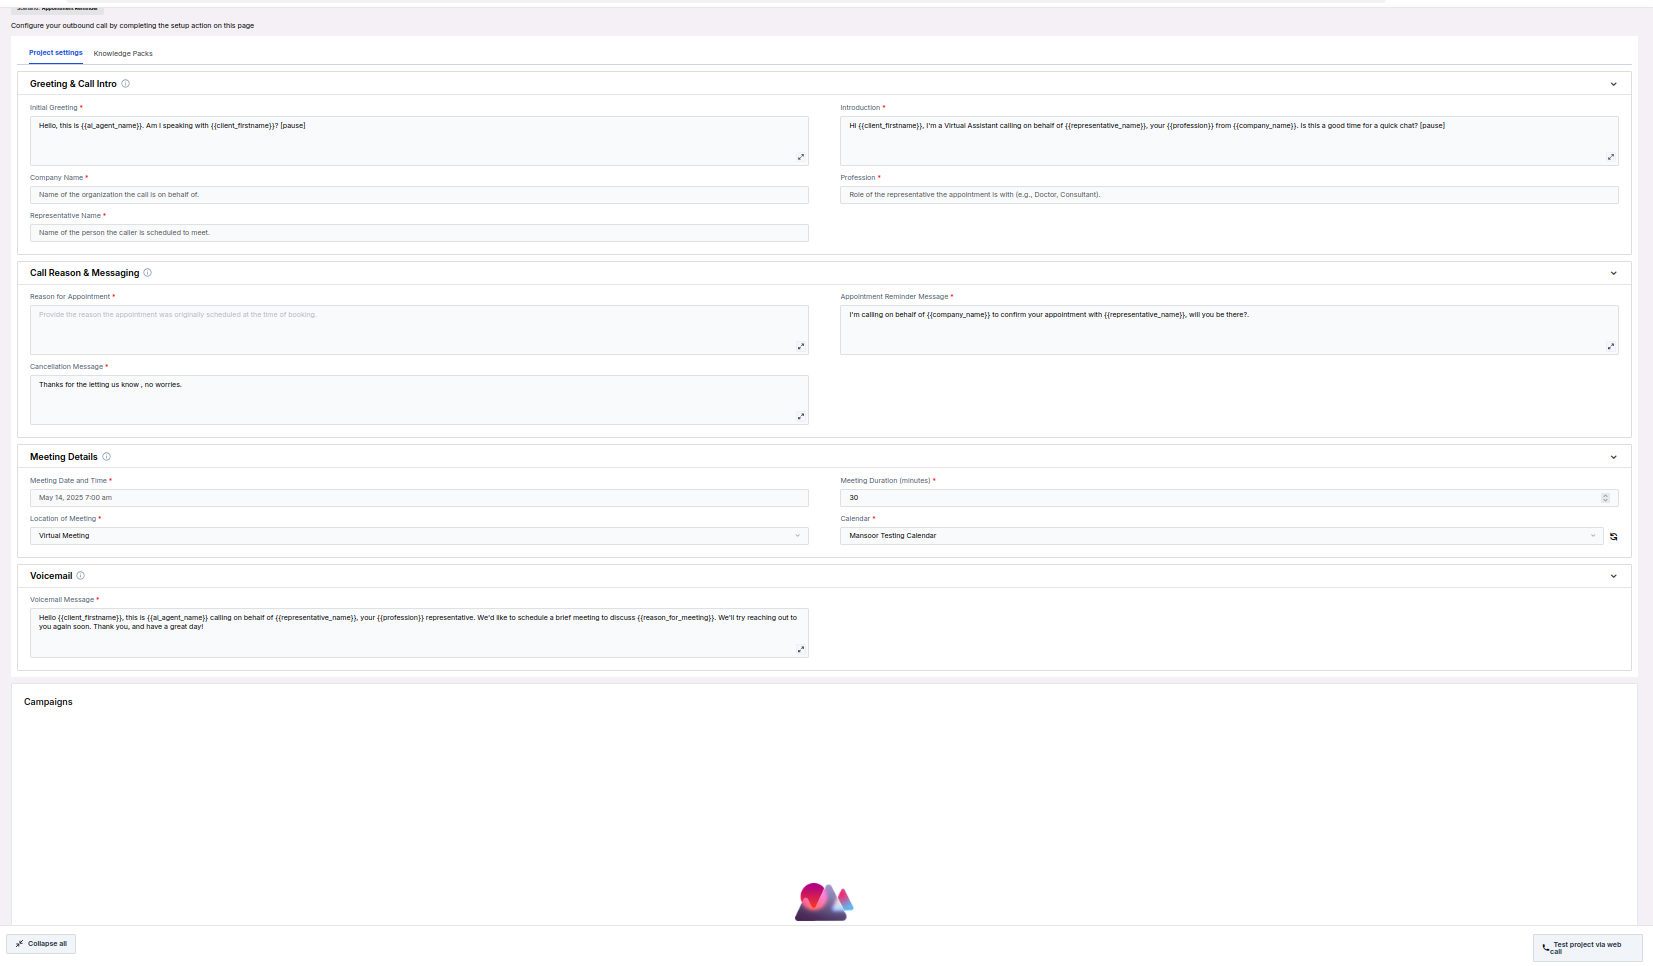 Scenario: Appointment Reminder
Configure your outbound call by completing the setup action on this page
Project settings
Knowledge Packs
Greeting & Call Intro
Initial Greeting *
Hello, this is {{ai_agent_name}}. Am I speaking with {{client_firstname}}? [pause]
Introduction *
Hi {{client_firstname}}, I'm a Virtual Assistant calling on behalf of {{representative_name}}, your {{profession}} from {{company_name}}. Is this a good time for a quick chat? [pause]
Company Name *
Name of the organization the call is on behalf of.
Profession *
Role of the representative the appointment is with (e.g., Doctor, Consultant).
Representative Name *
Name of the person the caller is scheduled to meet.
Call Reason & Messaging
Reason for Appointment *
Provide the reason the appointment was originally scheduled at the time of booking.
Appointment Reminder Message *
I'm calling on behalf of {{company_name}} to confirm your appointment with {{representative_name}}, will you be there?.
Cancellation Message *
Thanks for the letting us know , no worries.
Meeting Details
Meeting Date and Time *
May 14, 2025 7:00 am
Meeting Duration (minutes) *
30
Location of Meeting *
Virtual Meeting
Calendar *
Mansoor Testing Calendar
Voicemail
Voicemail Message *
Hello {{client_firstname}}, this is {{ai_agent_name}} calling on behalf of {{representative_name}}, your {{profession}} representative. We'd like to schedule a brief meeting to discuss {{reason_for_meeting}}. We'll try reaching out to
you again soon. Thank you, and have a great day!
Campaigns
Collapse all
Test project via web
call